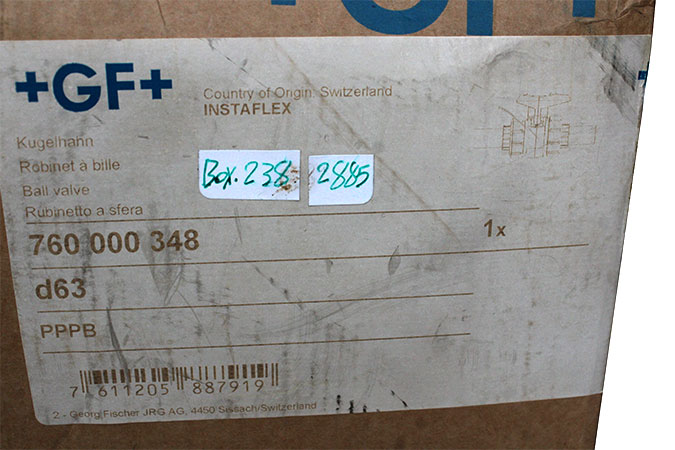 +GF+
Country of Origin: Switzerland
INSTAFLEX
Kugelhahn
Robinet à bille
Ball valve
Rubinetto a sfera
Box.238
2885
760 000 348
1x
d63
PPPB
7 611205 887919
2 - Georg Fischer JRG AG, 4450 Sissach/Switzerland